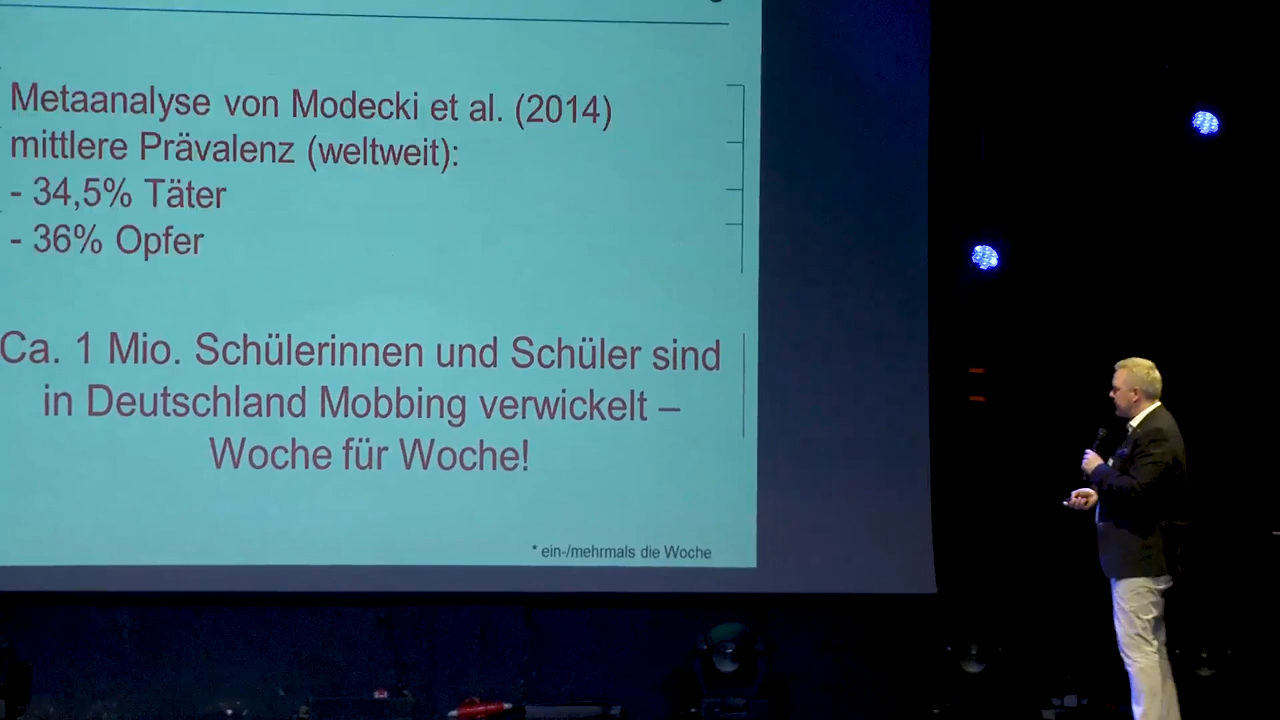 Metaanalyse von Modecki et al. (2014)
mittlere Prävalenz (weltweit):
- 34,5% Täter
- 36% Opfer
Ca. 1 Mio. Schülerinnen und Schüler sind
in Deutschland Mobbing verwickelt –
Woche für Woche!
* ein-/mehrmals die Woche